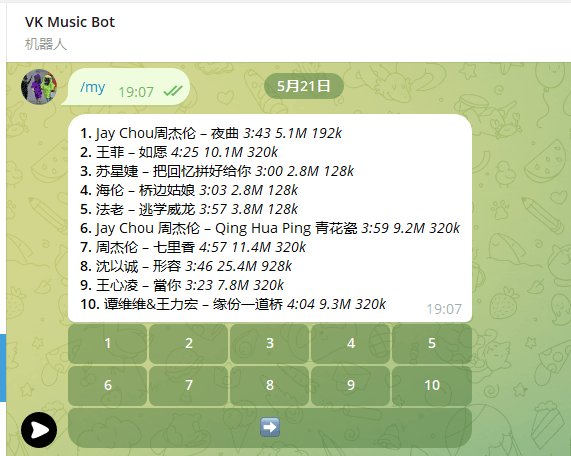 VK Music Bot
机器人
/my 19:07
5月21日
1. Jay Chou周杰伦 – 夜曲 3:43 5.1M 192k
2. 王菲 – 如愿 4:25 10.1M 320k
3. 苏星婕 – 把回忆拼好给你 3:00 2.8M 128k
4. 海伦 – 桥边姑娘 3:03 2.8M 128k
5. 法老 – 逃学威龙 3:57 3.8M 128k
6. Jay Chou 周杰伦 – Qing Hua Ping 青花瓷 3:59 9.2M 320k
7. 周杰伦 – 七里香 4:57 11.4M 320k
8. 沈以诚 – 形容 3:46 25.4M 928k
9. 王心凌 – 當你 3:23 7.8M 320k
10. 谭维维&王力宏 – 缘份一道桥 4:04 9.3M 320k
19:07
1 2 3 4 5
6 7 8 9 10